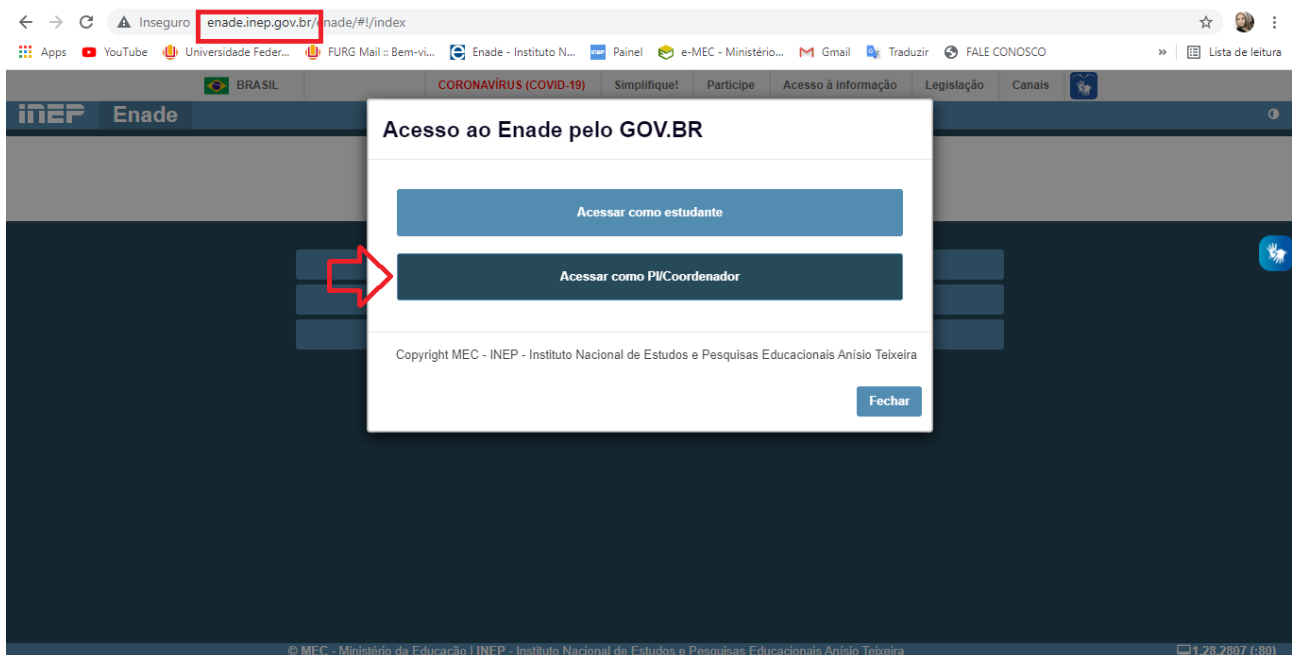 Inseguro enade.inep.gov.br/enade/#!/index
Apps YouTube Universidade Feder... FURG Mail :: Bem-vi... Enade - Instituto N... Painel e-MEC - Ministério... Gmail Traduzir FALE CONOSCO » Lista de leitura
BRASIL CORONAVÍRUS (COVID-19) Simplifique! Participe Acesso à informação Legislação Canais
inep Enade
Acesso ao Enade pelo GOV.BR
Acessar como estudante
Acessar como PI/Coordenador
Copyright MEC - INEP - Instituto Nacional de Estudos e Pesquisas Educacionais Anísio Teixeira
Fechar
© MEC - Ministério da Educação | INEP - Instituto Nacional de Estudos e Pesquisas Educacionais Anísio Teixeira 1.28.2807 (:80)